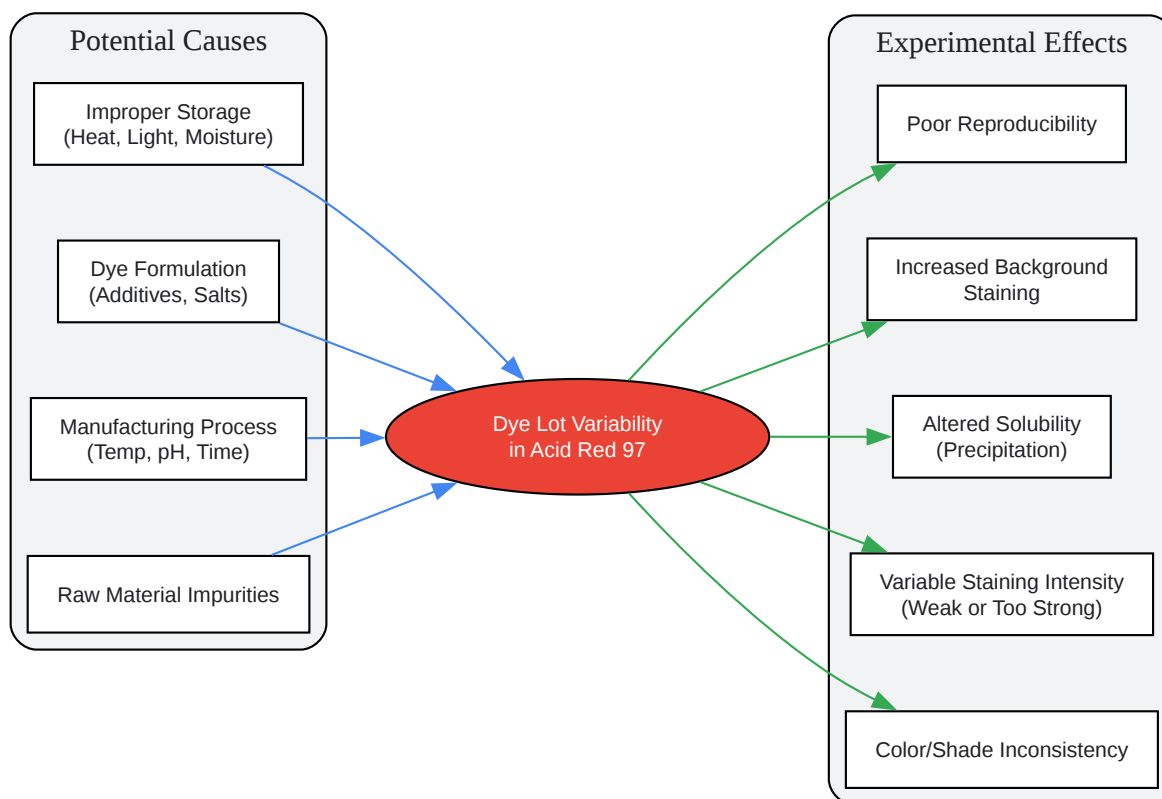 Potential Causes
Improper Storage
(Heat, Light, Moisture)
Dye Formulation
(Additives, Salts)
Manufacturing Process
(Temp, pH, Time)
Raw Material Impurities
Dye Lot Variability
in Acid Red 97
Experimental Effects
Poor Reproducibility
Increased Background
Staining
Altered Solubility
(Precipitation)
Variable Staining Intensity
(Weak or Too Strong)
Color/Shade Inconsistency